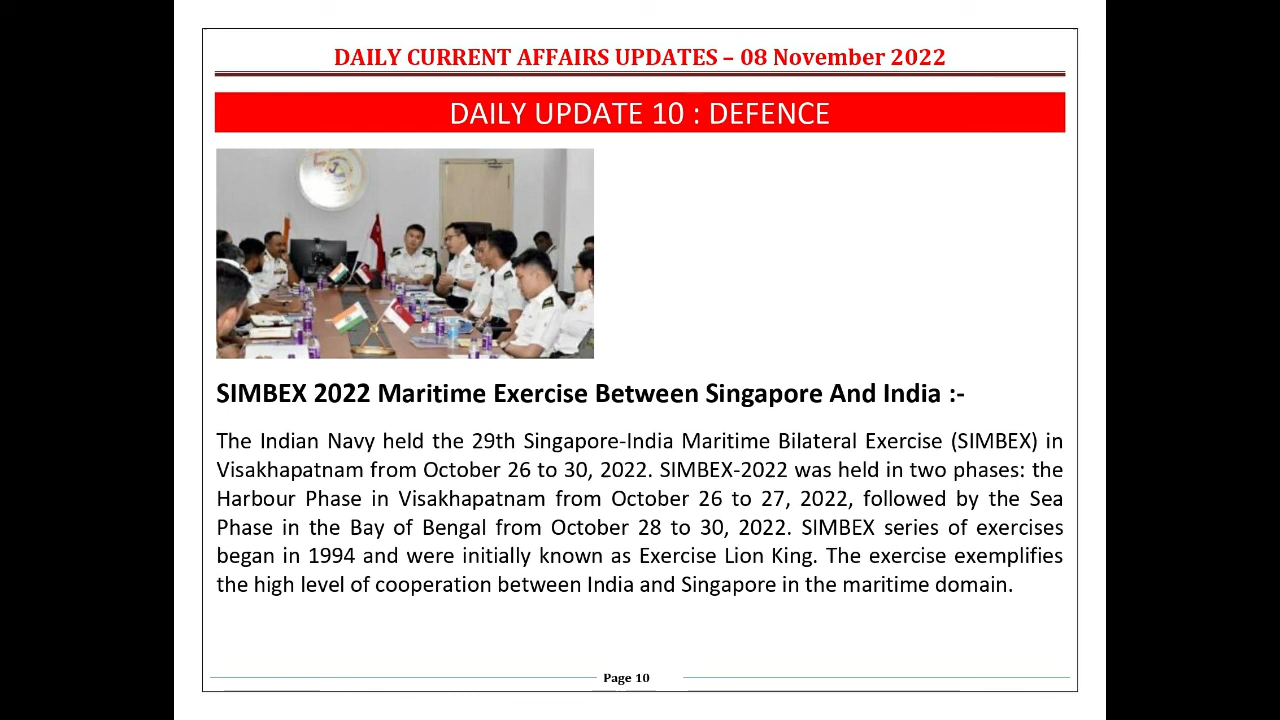 DAILY CURRENT AFFAIRS UPDATES – 08 November 2022
DAILY UPDATE 10 : DEFENCE
SIMBEX 2022 Maritime Exercise Between Singapore And India :-
The Indian Navy held the 29th Singapore-India Maritime Bilateral Exercise (SIMBEX) in
Visakhapatnam from October 26 to 30, 2022. SIMBEX-2022 was held in two phases: the
Harbour Phase in Visakhapatnam from October 26 to 27, 2022, followed by the Sea
Phase in the Bay of Bengal from October 28 to 30, 2022. SIMBEX series of exercises
began in 1994 and were initially known as Exercise Lion King. The exercise exemplifies
the high level of cooperation between India and Singapore in the maritime domain.
Page 10